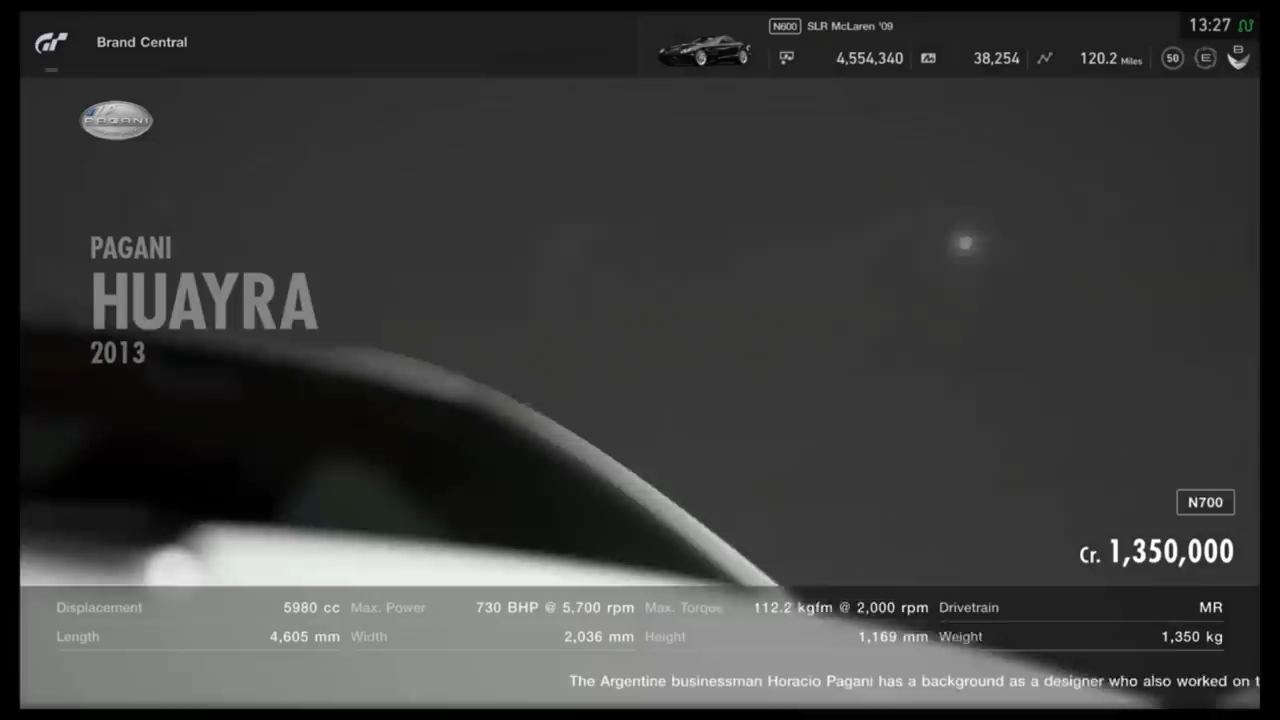 Brand Central
N600 SLR McLaren '09
13:27
4,554,340
38,254
120.2 Miles
50
E
B
PAGANI
PAGANI
HUAYRA
2013
N700
Cr. 1,350,000
Displacement 5980 cc Max. Power 730 BHP @ 5,700 rpm Max. Torque 112.2 kgfm @ 2,000 rpm Drivetrain MR
Length 4,605 mm Width 2,036 mm Height 1,169 mm Weight 1,350 kg
The Argentine businessman Horacio Pagani has a background as a designer who also worked on t